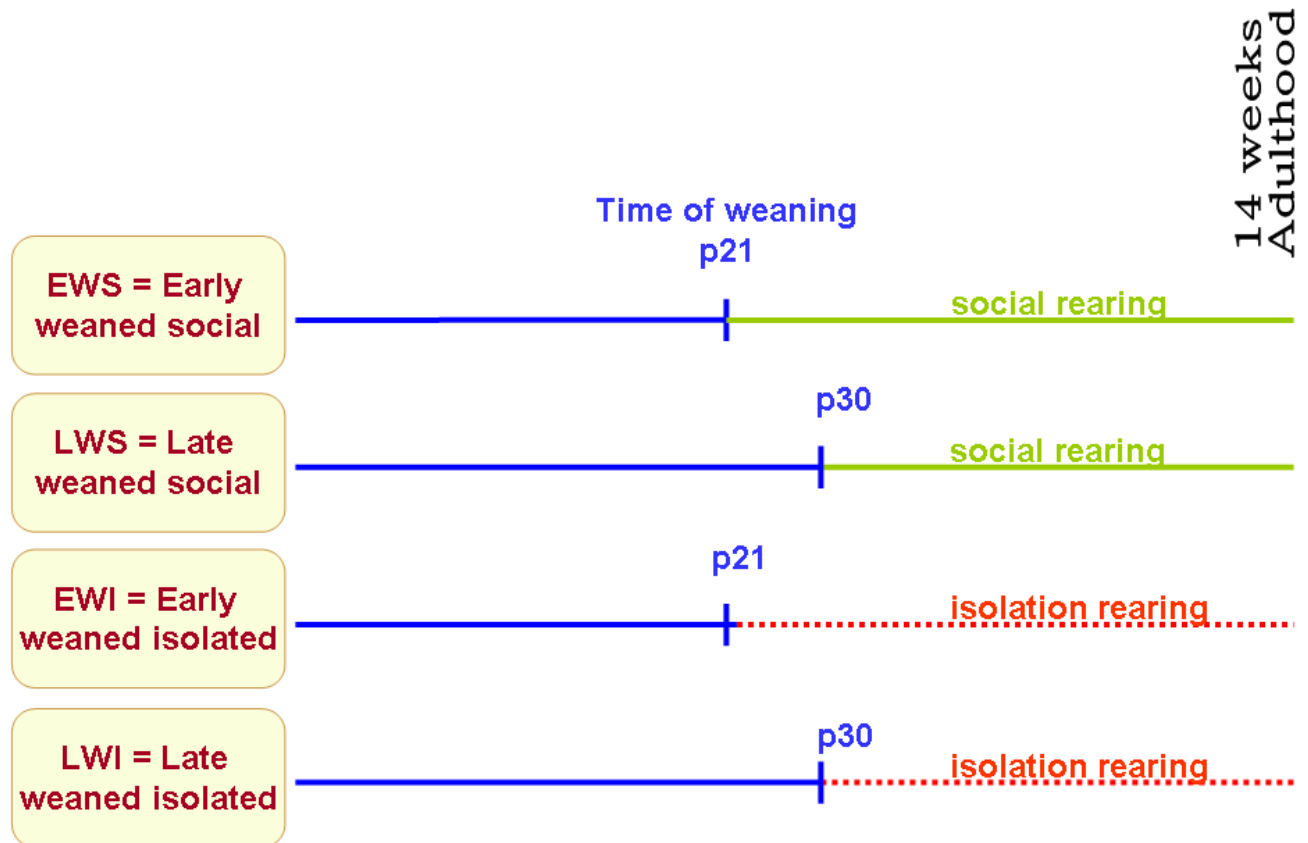 14 weeks
Adulthood
Time of weaning
p21
EWS = Early
weaned social
social rearing
p30
LWS = Late
weaned social
social rearing
p21
EWI = Early
weaned isolated
isolation rearing
p30
LWI = Late
weaned isolated
isolation rearing